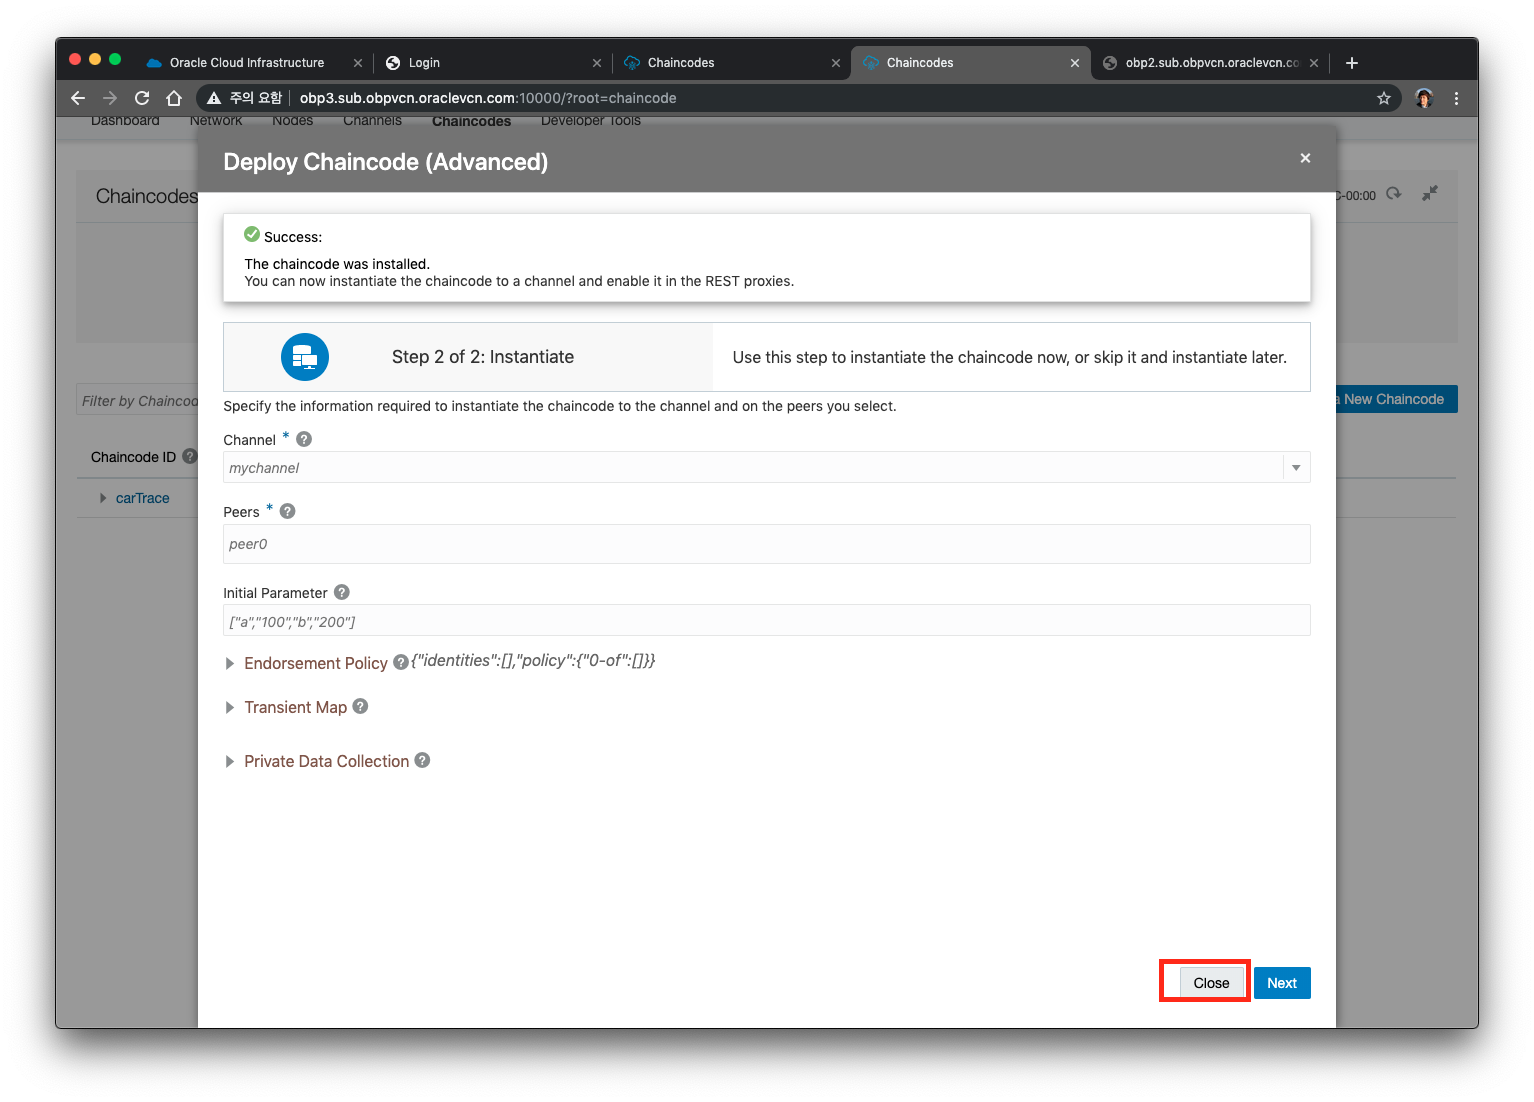 Oracle Cloud Infrastructure
Login
Chaincodes
Chaincodes
obp2.sub.obpvcn.oraclevcn.co
주의 요함
obp3.sub.obpvcn.oraclevcn.com:10000/?root=chaincode
Dashboard Network Nodes Channels Chaincodes Developer Tools
Deploy Chaincode (Advanced)
Chaincodes
C-00:00
Success:
The chaincode was installed.
You can now instantiate the chaincode to a channel and enable it in the REST proxies.
Step 2 of 2: Instantiate
Use this step to instantiate the chaincode now, or skip it and instantiate later.
Filter by Chaincod
a New Chaincode
Specify the information required to instantiate the chaincode to the channel and on the peers you select.
Channel * ?
Chaincode ID ?
mychannel
carTrace
Peers * ?
peer0
Initial Parameter ?
["a","100","b","200"]
Endorsement Policy ? {"identities":[],"policy":{"0-of":[]}}
Transient Map ?
Private Data Collection ?
Close
Next